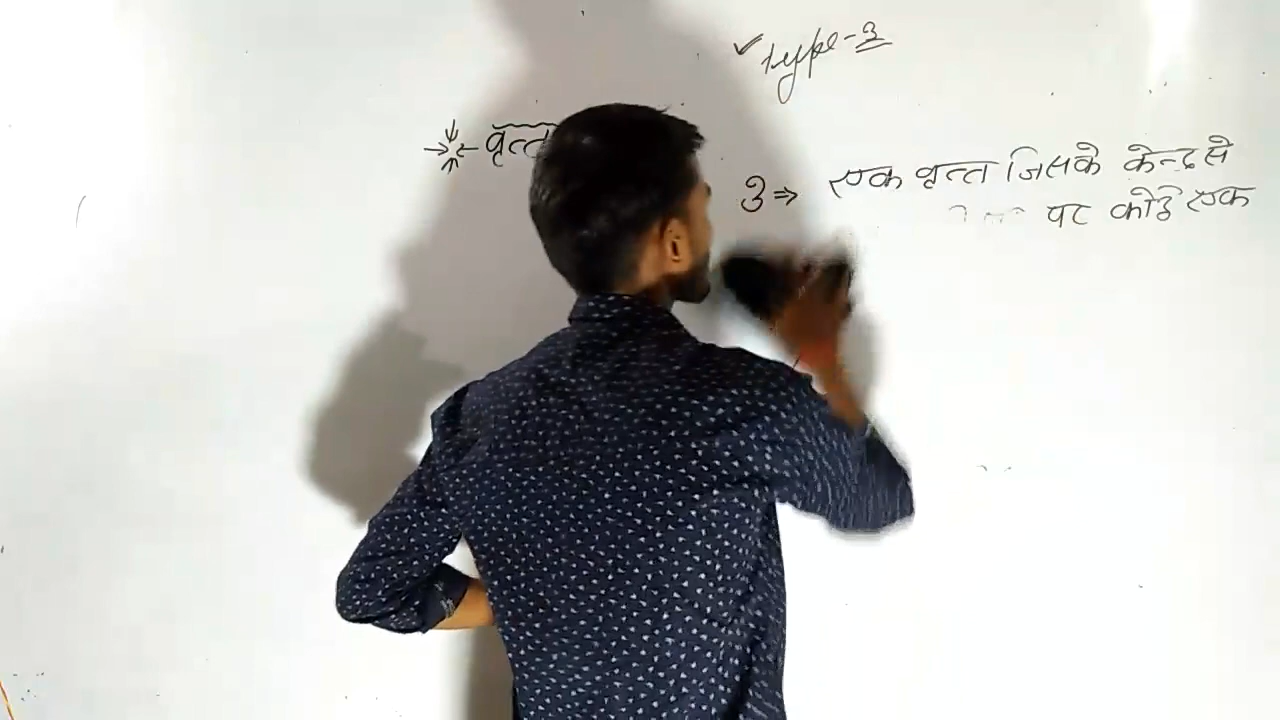 ✓ type-3
वृत्त
3⇒ एक वृत्त जिसके केन्द्र से
पर कोई एक